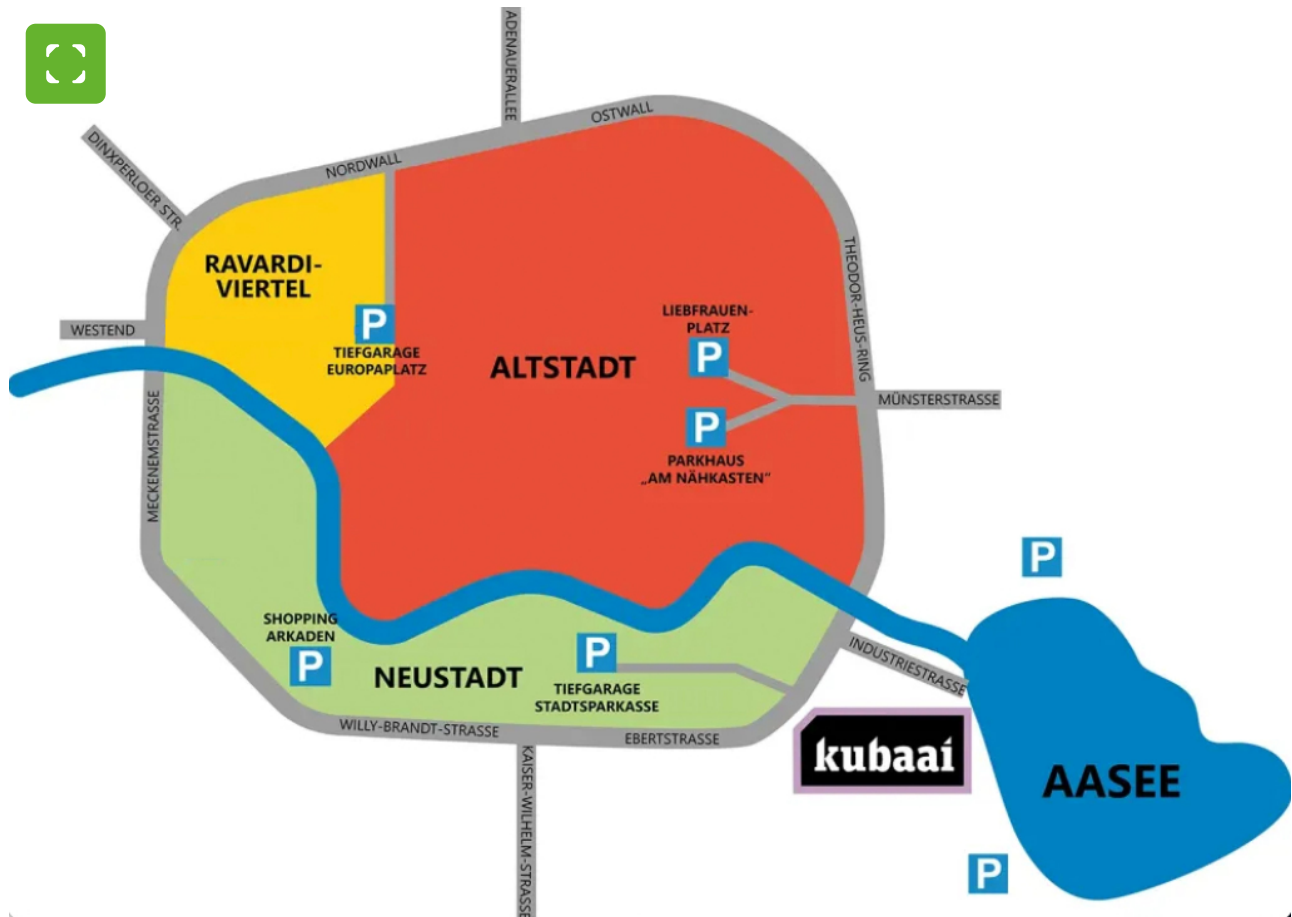 ADENAUERALLEE
OSTWALL
DINXPERLOER STR.
NORDWALL
RAVARDI-
VIERTEL
THEODOR-HEUS-RING
WESTEND
P
TIEFGARAGE
EUROPAPLATZ
LIEBFRAUEN-
PLATZ
P
ALTSTADT
MÜNSTERSTRASSE
P
PARKHAUS
„AM NÄHKASTEN“
MECKENEMSTRASSE
P
SHOPPING
ARKADEN
P
NEUSTADT
P
TIEFGARAGE
STADTSPARKASSE
INDUSTRIESTRASSE
WILLY-BRANDT-STRASSE
EBERTSTRASSE
KAISER-WILHELM-STRASSE
kubaai
AASEE
P